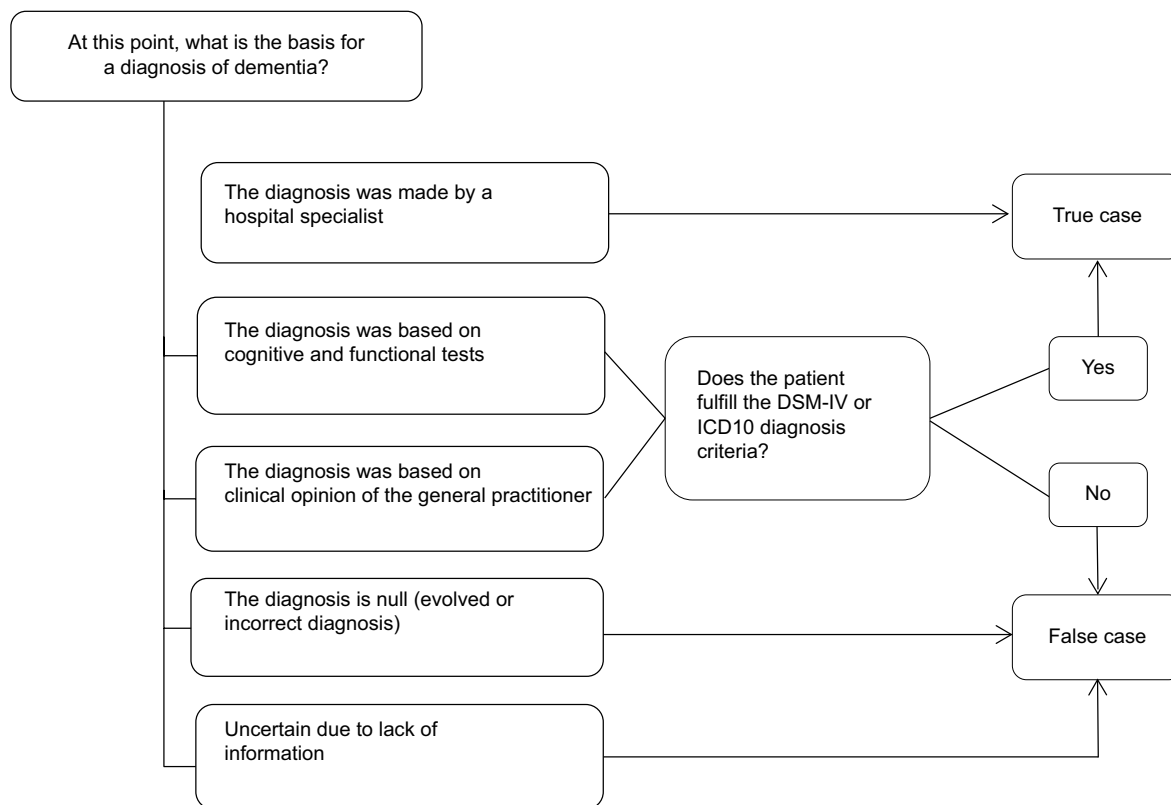 At this point, what is the basis for
a diagnosis of dementia?
The diagnosis was made by a
hospital specialist
True case
The diagnosis was based on
cognitive and functional tests
Does the patient
fulfill the DSM-IV or
ICD10 diagnosis
criteria?
Yes
The diagnosis was based on
clinical opinion of the general practitioner
No
The diagnosis is null (evolved or
incorrect diagnosis)
False case
Uncertain due to lack of
information